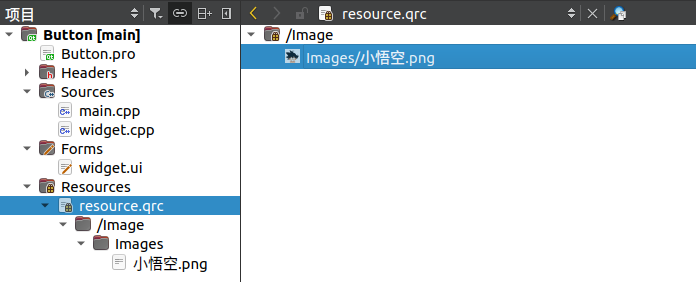 项目
Button [main]
Button.pro
Headers
Sources
main.cpp
widget.cpp
Forms
widget.ui
Resources
resource.qrc
/Image
Images
小悟空.png
resource.qrc
/Image
Images/小悟空.png